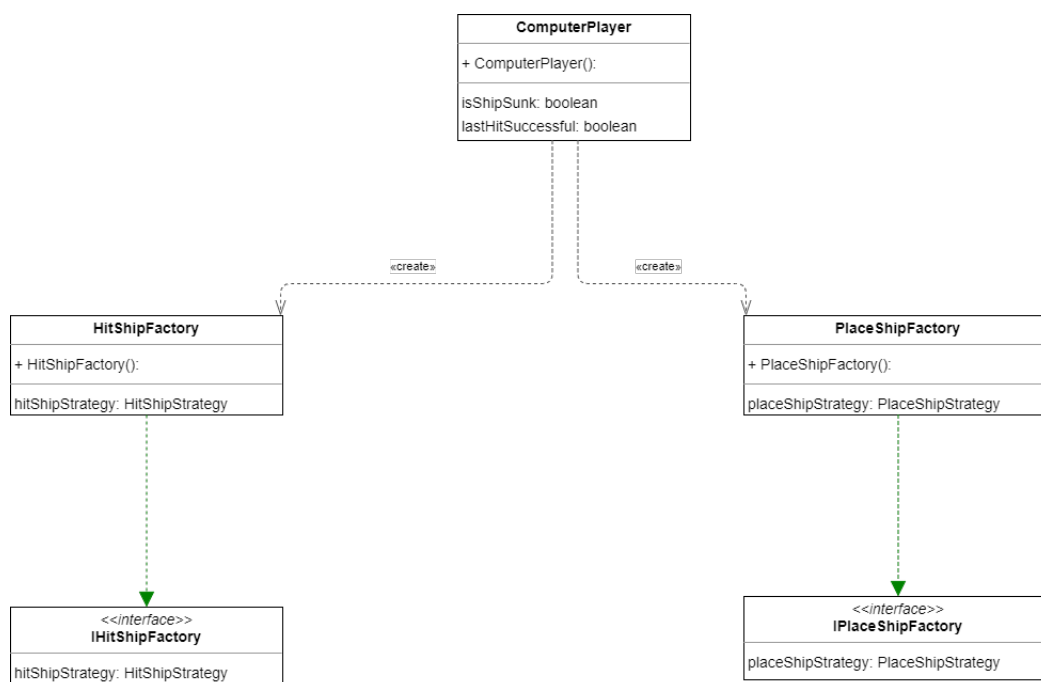 ComputerPlayer
+ ComputerPlayer():
isShipSunk: boolean
lastHitSuccessful: boolean
«create»
«create»
HitShipFactory
+ HitShipFactory():
hitShipStrategy: HitShipStrategy
PlaceShipFactory
+ PlaceShipFactory():
placeShipStrategy: PlaceShipStrategy
<<interface>>
IHitShipFactory
hitShipStrategy: HitShipStrategy
<<interface>>
IPlaceShipFactory
placeShipStrategy: PlaceShipStrategy